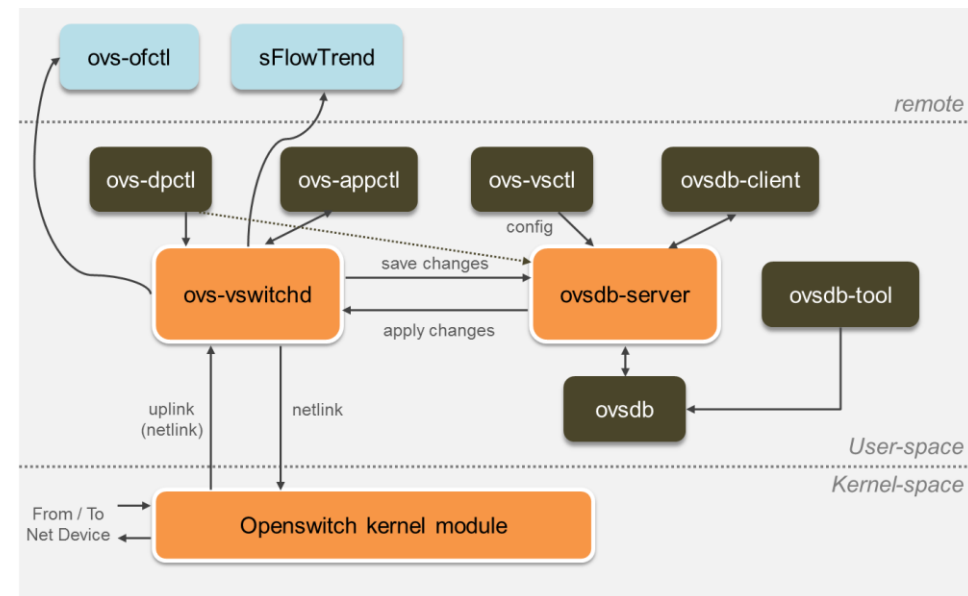 ovs-ofctl
sFlowTrend
remote
ovs-dpctl
ovs-appctl
ovs-vsctl
ovsdb-client
config
save changes
ovs-vswitchd
ovsdb-server
ovsdb-tool
apply changes
uplink
(netlink)
netlink
ovsdb
User-space
Kernel-space
From / To
Net Device
Openswitch kernel module